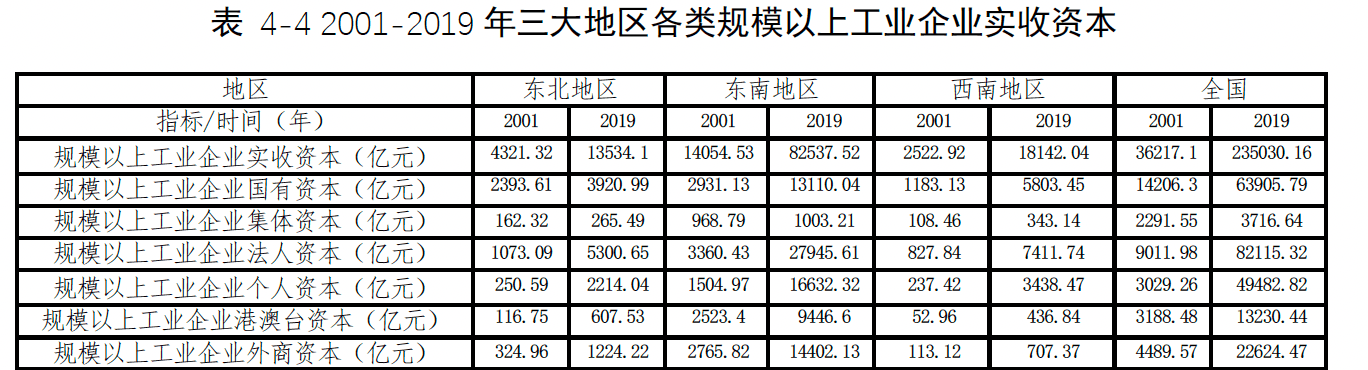 表 4-4 2001-2019 年三大地区各类规模以上工业企业实收资本
地区 东北地区 东南地区 西南地区 全国
指标/时间（年） 2001 2019 2001 2019 2001 2019 2001 2019
规模以上工业企业实收资本（亿元） 4321.32 13534.1 14054.53 82537.52 2522.92 18142.04 36217.1 235030.16
规模以上工业企业国有资本（亿元） 2393.61 3920.99 2931.13 13110.04 1183.13 5803.45 14206.3 63905.79
规模以上工业企业集体资本（亿元） 162.32 265.49 968.79 1003.21 108.46 343.14 2291.55 3716.64
规模以上工业企业法人资本（亿元） 1073.09 5300.65 3360.43 27945.61 827.84 7411.74 9011.98 82115.32
规模以上工业企业个人资本（亿元） 250.59 2214.04 1504.97 16632.32 237.42 3438.47 3029.26 49482.82
规模以上工业企业港澳台资本（亿元） 116.75 607.53 2523.4 9446.6 52.96 436.84 3188.48 13230.44
规模以上工业企业外商资本（亿元） 324.96 1224.22 2765.82 14402.13 113.12 707.37 4489.57 22624.47